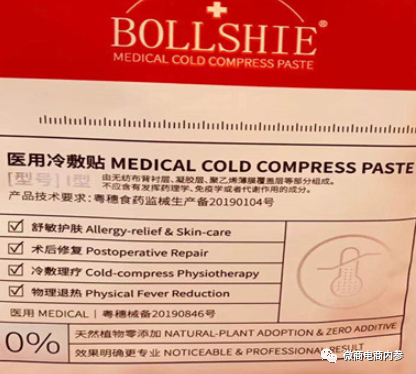 BOLLSHIE®
MEDICAL COLD COMPRESS PASTE
医用冷敷贴 MEDICAL COLD COMPRESS PASTE
[型号] I型 由无纺布背衬层、凝胶层、聚乙烯薄膜覆盖层等部分组成。
不应含有发挥药理学、免疫学或者代谢作用的成分。
产品技术要求: 粤穗食药监械生产备20190104号
舒敏护肤 Allergy-relief & Skin-care
术后修复 Postoperative Repair
冷敷理疗 Cold-compress Physiotherapy
物理退热 Physical Fever Reduction
医用 MEDICAL | 粤穗械备20190846号
0% 天然植物零添加 NATURAL-PLANT ADOPTION & ZERO ADDITIVE
效果明确更专业 NOTICEABLE & PROFESSIONAL RESULT
微商电商内参